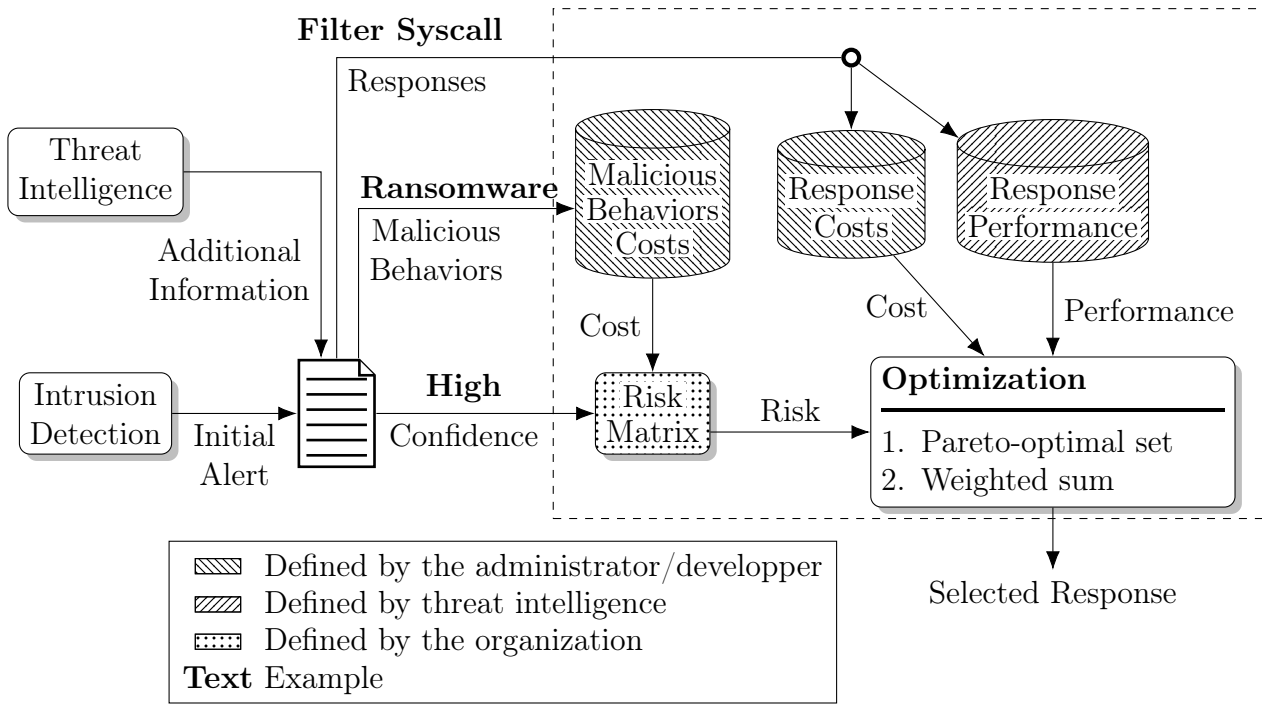 Filter Syscall
Responses
Threat
Intelligence
Ransomware
Malicious
Behaviors
Malicious
Behaviors
Costs
Response
Costs
Response
Performance
Additional
Information
Cost
Cost
Performance
Intrusion
Detection
Initial
Alert
High
Confidence
Risk
Matrix
Risk
Optimization
1. Pareto-optimal set
2. Weighted sum
Selected Response
Defined by the administrator/developper
Defined by threat intelligence
Defined by the organization
Text Example